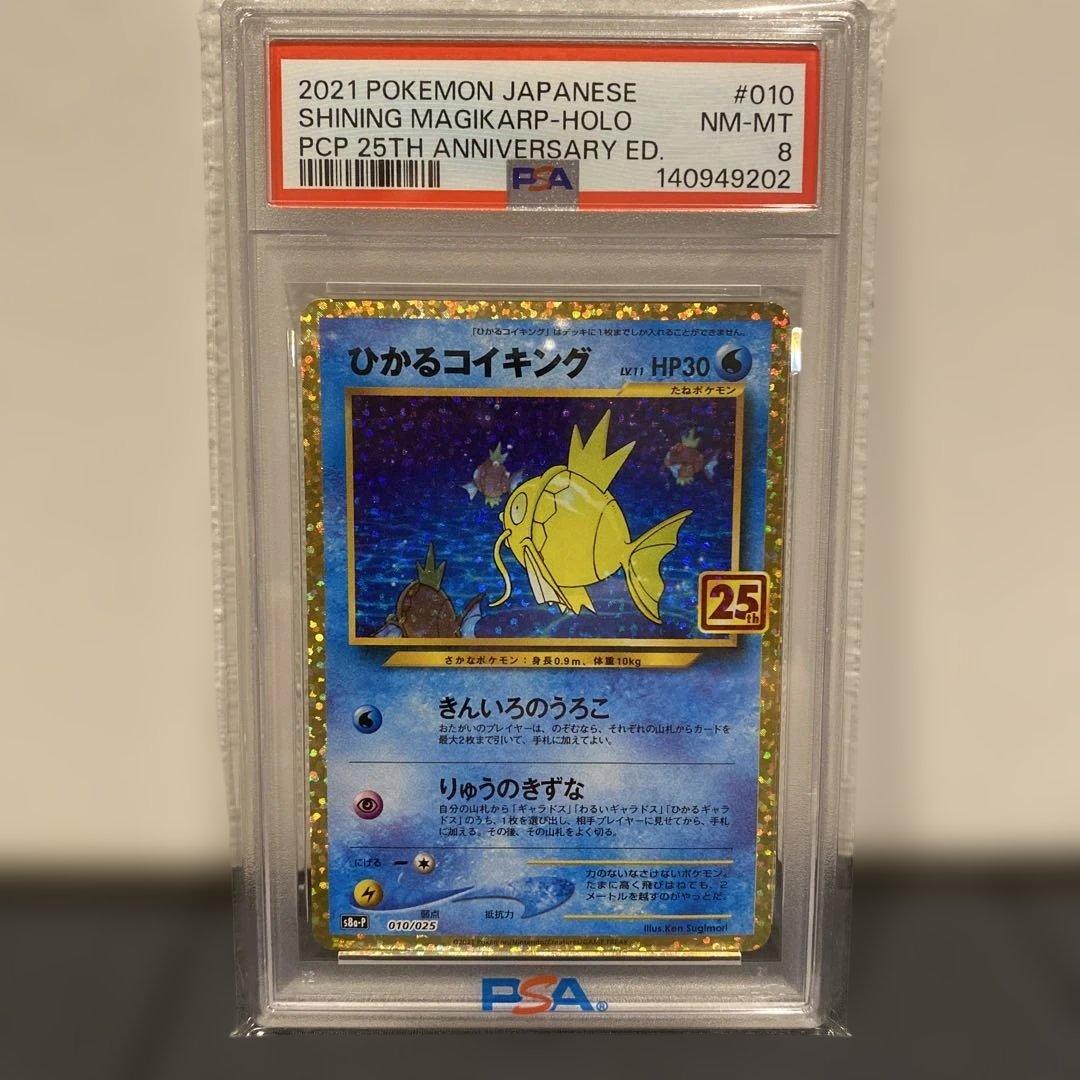 2021 POKEMON JAPANESE #010
SHINING MAGIKARP-HOLO NM-MT
PCP 25TH ANNIVERSARY ED. 8
PSA 140949202
「ひかるコイキング」はデッキに1枚までしか入れることができません。
ひかるコイキング LV.11 HP30
たねポケモン
25th
さかなポケモン:身長0.9m、体重10kg
きんいろのうろこ
おたがいのプレイヤーは、のぞむなら、それぞれの山札からカードを
最大2枚まで引いて、手札に加えてよい。
りゅうのきずな
自分の山札から「ギャラドス」「わるいギャラドス」「ひかるギャラ
ドス」のうち、1枚を選び出し、相手プレイヤーに見せてから、手札
に加える。その後、その山札をよく切る。
にげる
力のないなさけないポケモン。
たまに高く飛びはねても、2
メートルを越すのがやっとだ。
弱点 抵抗力
s8a-P 010/025
Illus.Ken Sugimori
©2021 Pokémon/Nintendo/Creatures/GAME FREAK
PSA®